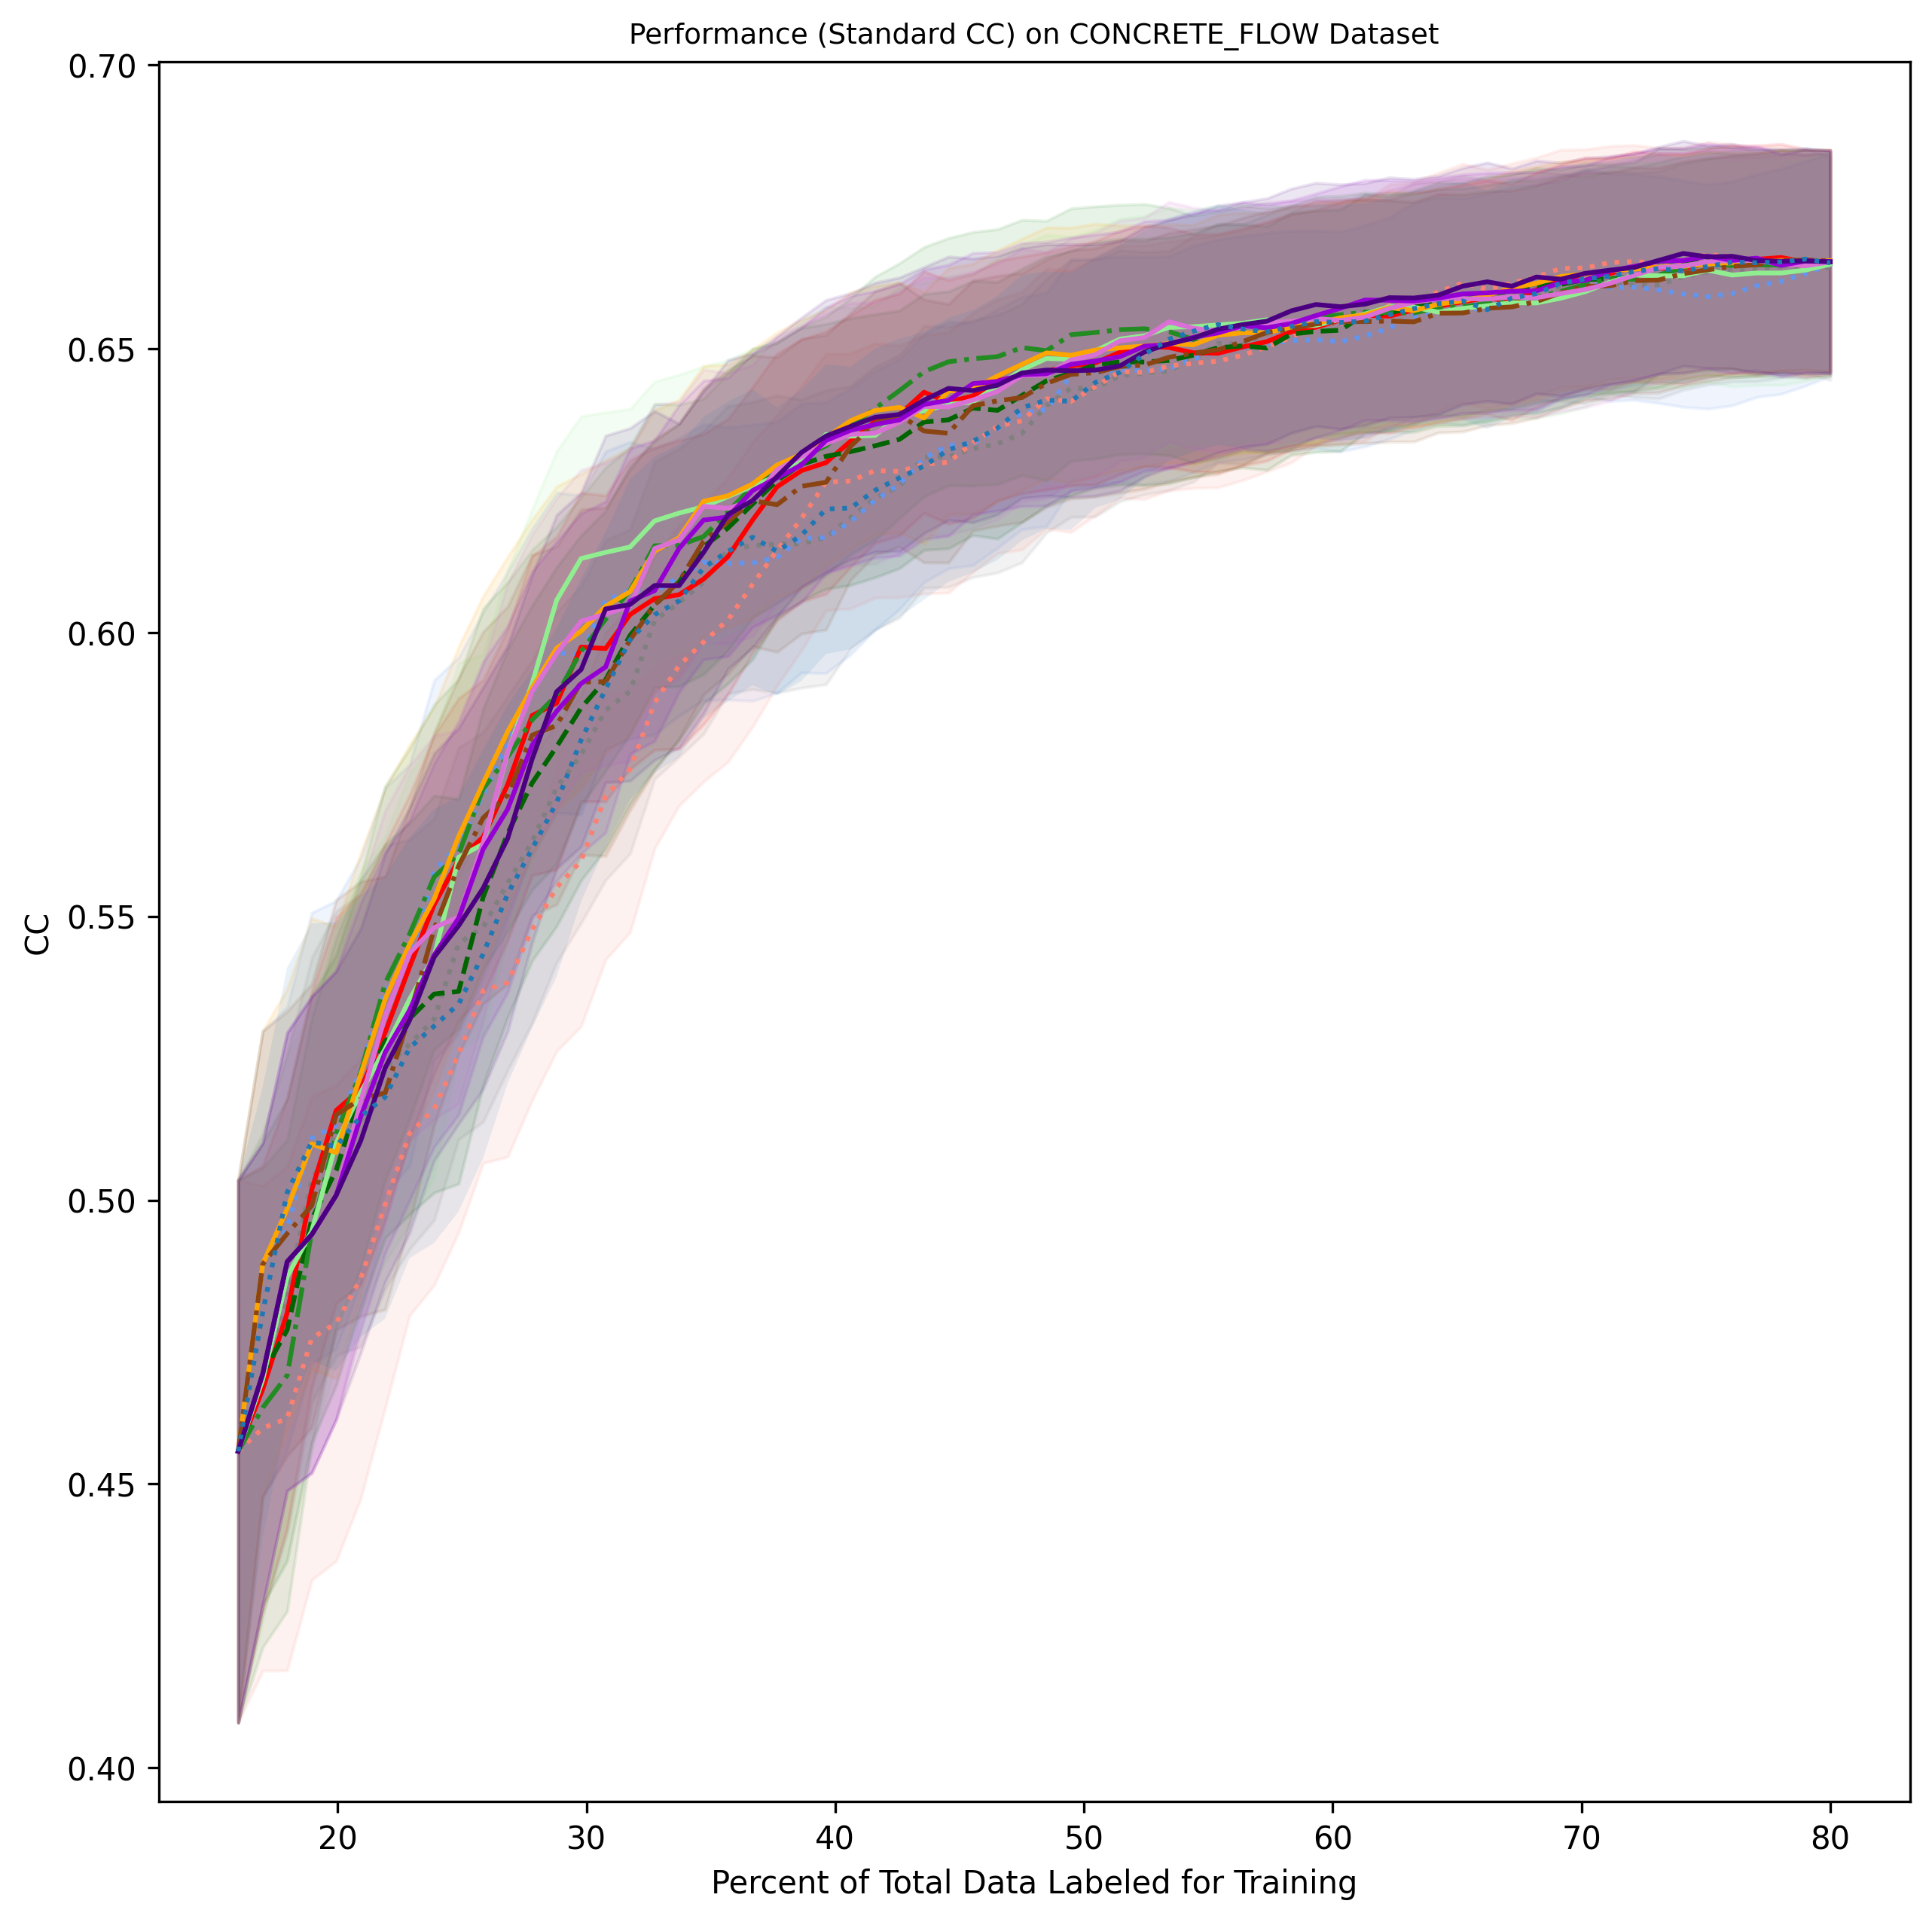 Performance (Standard CC) on CONCRETE_FLOW Dataset
0.70
0.65
0.60
0.55
CC
0.50
0.45
0.40
20 30 40 50 60 70 80
Percent of Total Data Labeled for Training